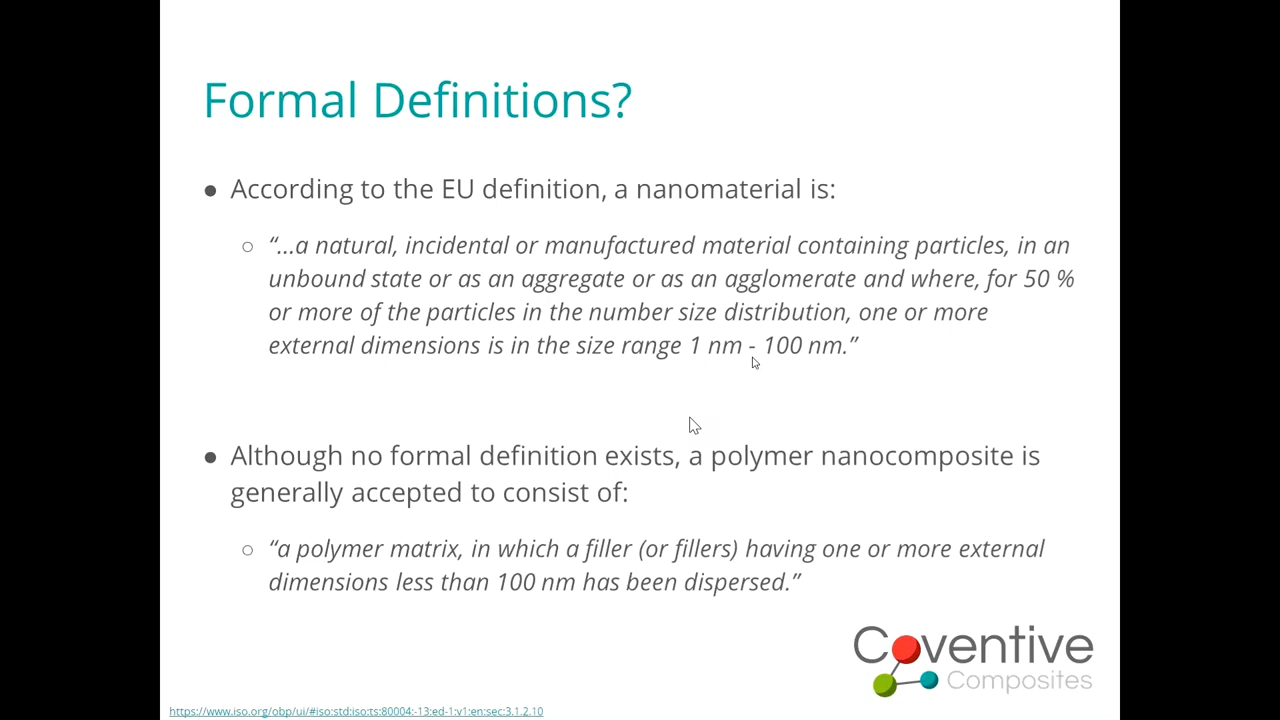 Formal Definitions?
● According to the EU definition, a nanomaterial is:
○ “...a natural, incidental or manufactured material containing particles, in an
unbound state or as an aggregate or as an agglomerate and where, for 50 %
or more of the particles in the number size distribution, one or more
external dimensions is in the size range 1 nm - 100 nm.”
● Although no formal definition exists, a polymer nanocomposite is
generally accepted to consist of:
○ “a polymer matrix, in which a filler (or fillers) having one or more external
dimensions less than 100 nm has been dispersed.”
Coventive
Composites
https://www.iso.org/obp/ui/#iso:std:iso:ts:80004:-13:ed-1:v1:en:sec:3.1.2.10